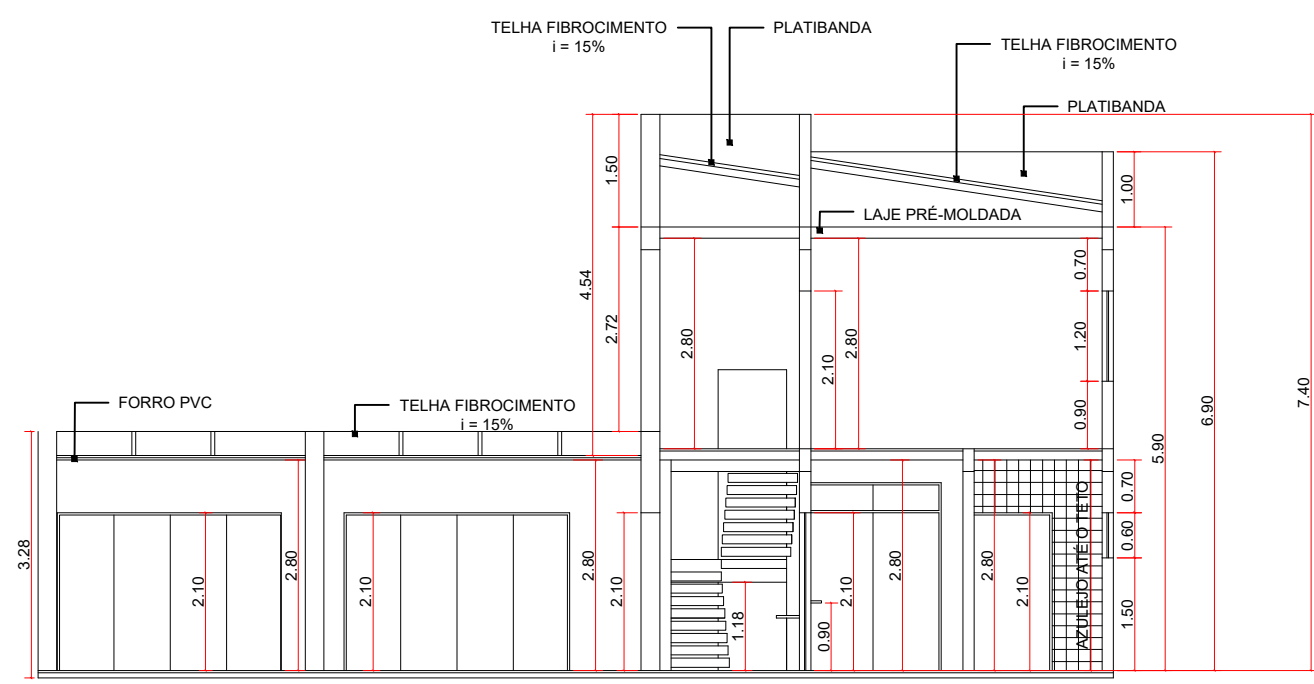 TELHA FIBROCIMENTO
i = 15%
PLATIBANDA
TELHA FIBROCIMENTO
i = 15%
PLATIBANDA
LAJE PRÉ-MOLDADA
FORRO PVC
TELHA FIBROCIMENTO
i = 15%
AZULEJO ATÉ O TETO
1.50
1.00
4.54
2.72
2.80
2.10
2.80
0.70
1.20
0.90
5.90
6.90
7.40
3.28
2.10
2.80
2.10
2.80
2.10
1.18
0.90
2.10
2.80
2.80
2.10
0.70
0.60
1.50